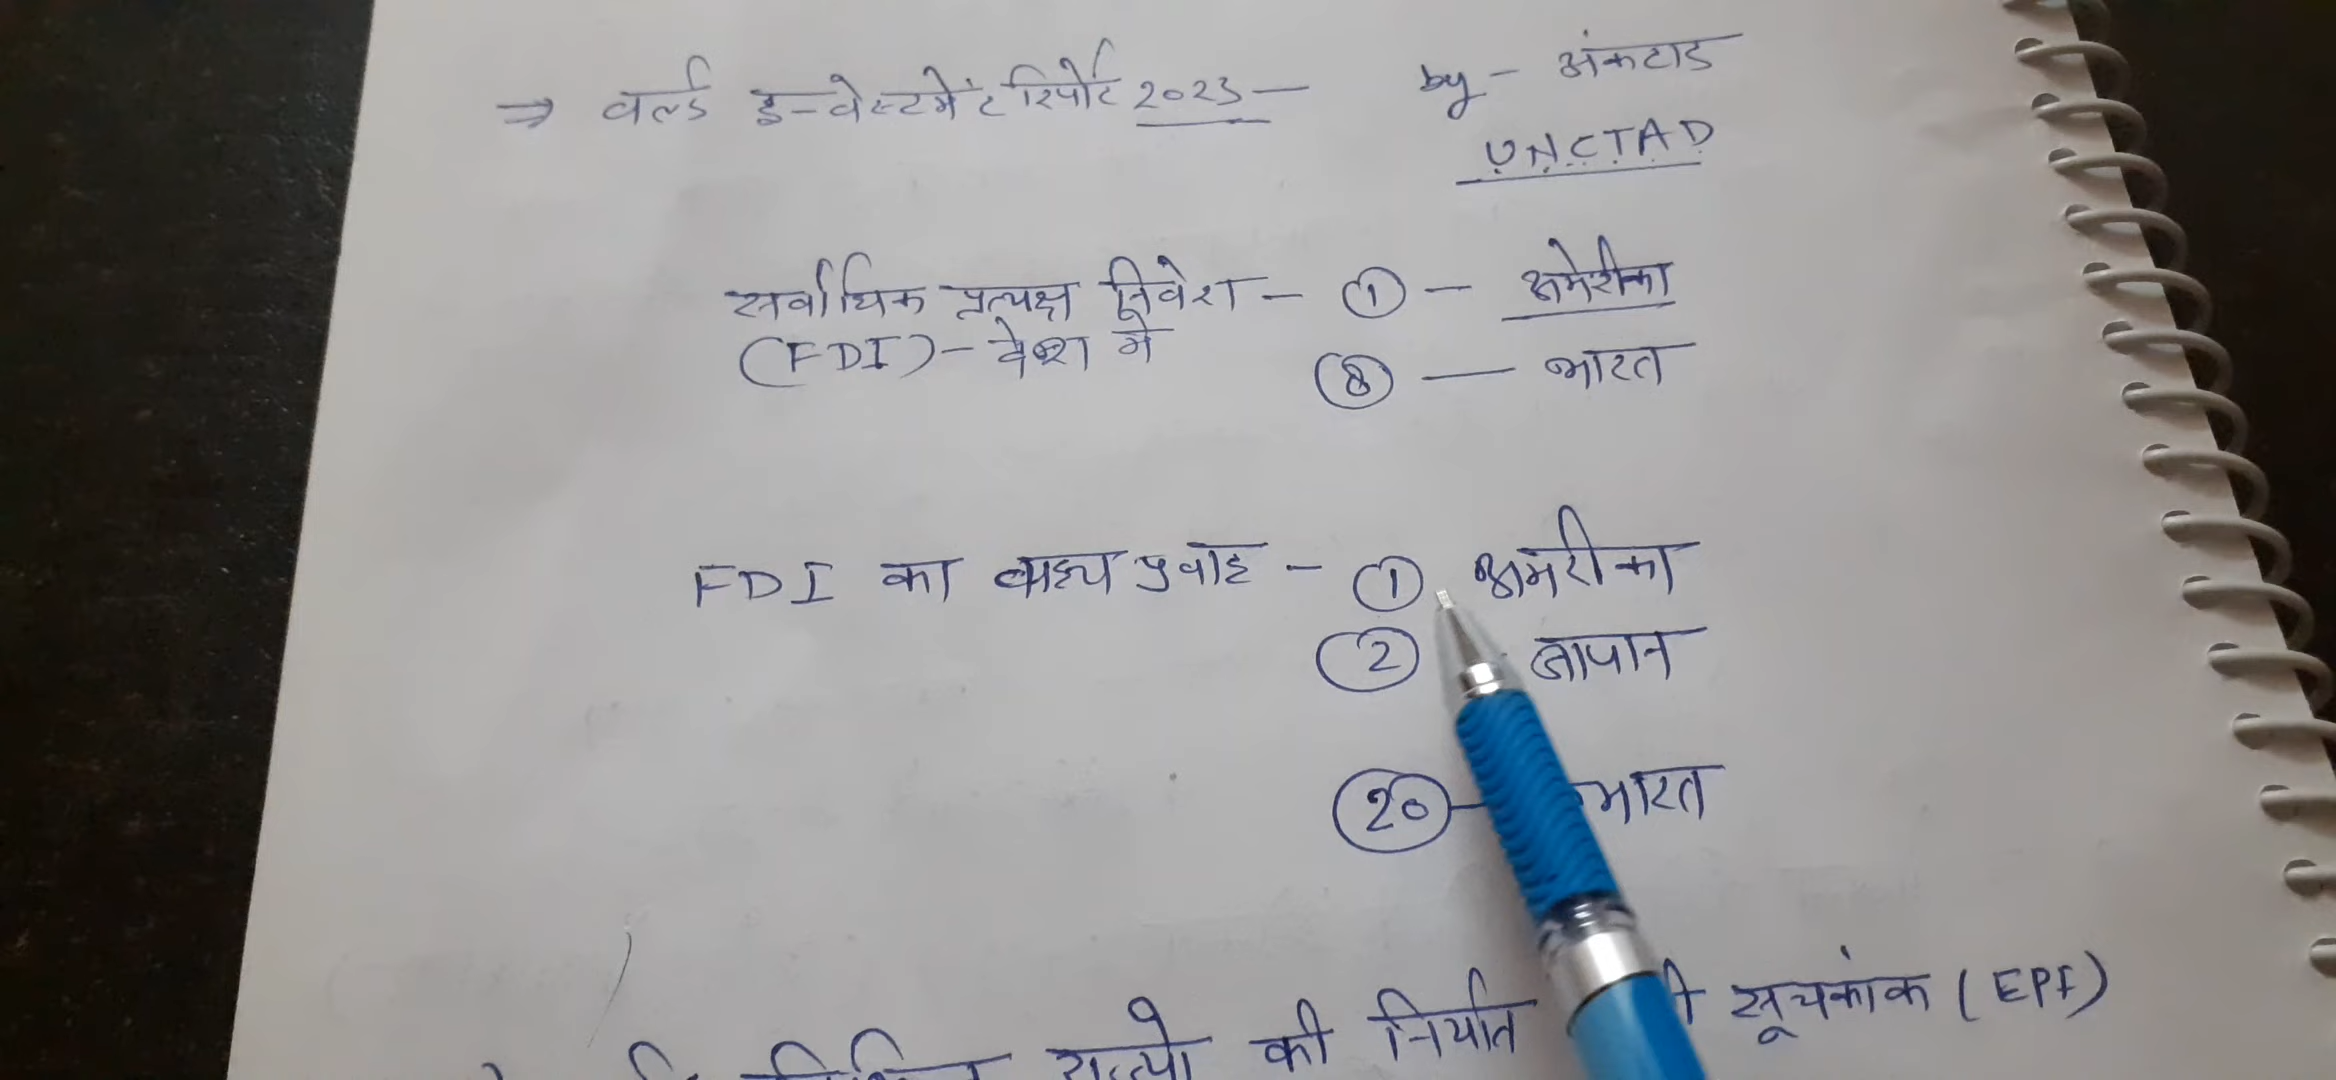 ⇒ वर्ल्ड इन्वेस्टमेंट रिपोर्ट 2023 — by - अंकटाड
UNCTAD
सर्वाधिक प्रत्यक्ष निवेश - ① - अमेरीका
(FDI) - देश में ⑧ — भारत
FDI का बाह्य प्रवाह - ① अमरीका
② जापान
⑳ - भारत
राज्यो की निर्यात सूचकांक (EPI)